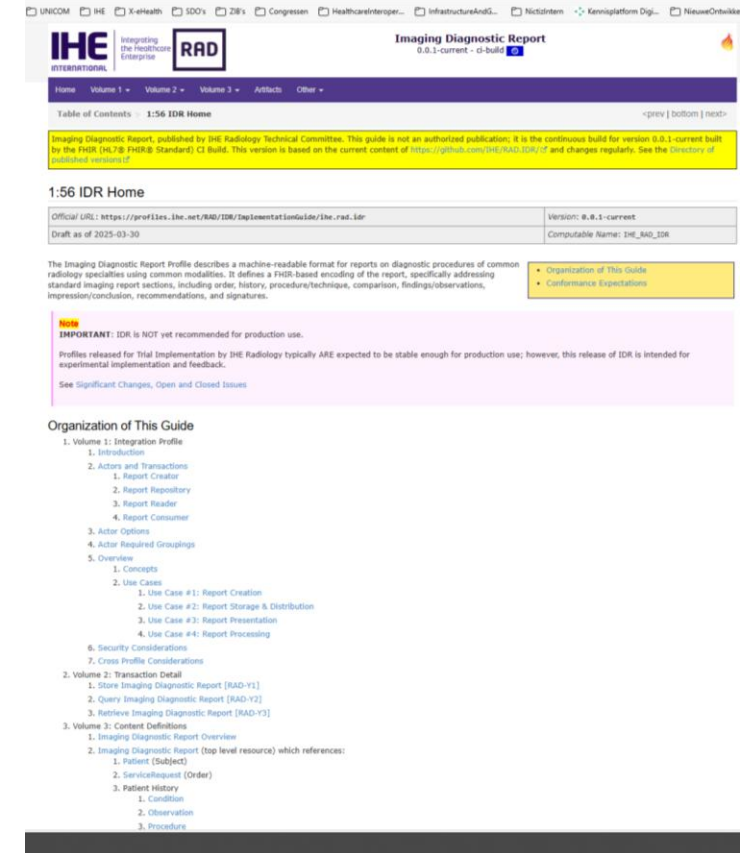 UNICOM IHE X-eHealth SDO's ZIB's Congressen HealthcareInteroper... InfrastructureAndG... NictizIntern Kennisplatform Digi... NieuweOntwikke
IHE INTERNATIONAL
Integrating the Healthcare Enterprise
RAD
Imaging Diagnostic Report
0.0.1-current - ci-build
Home Volume 1 Volume 2 Volume 3 Artifacts Other
Table of Contents > 1:56 IDR Home <prev | bottom | next>
Imaging Diagnostic Report, published by IHE Radiology Technical Committee. This guide is not an authorized publication; it is the continuous build for version 0.0.1-current built
by the FHIR (HL7® FHIR® Standard) CI Build. This version is based on the current content of https://github.com/IHE/RAD.IDR/ and changes regularly. See the Directory of
published versions
1:56 IDR Home
Official URL: https://profiles.ihe.net/RAD/IDR/ImplementationGuide/ihe.rad.idr Version: 0.0.1-current
Draft as of 2025-03-30 Computable Name: IHE_RAD_IDR
The Imaging Diagnostic Report Profile describes a machine-readable format for reports on diagnostic procedures of common
radiology specialties using common modalities. It defines a FHIR-based encoding of the report, specifically addressing
standard imaging report sections, including order, history, procedure/technique, comparison, findings/observations,
impression/conclusion, recommendations, and signatures.
• Organization of This Guide
• Conformance Expectations
Note
IMPORTANT: IDR is NOT yet recommended for production use.
Profiles released for Trial Implementation by IHE Radiology typically ARE expected to be stable enough for production use; however, this release of IDR is intended for
experimental implementation and feedback.
See Significant Changes, Open and Closed Issues
Organization of This Guide
1. Volume 1: Integration Profile
1. Introduction
2. Actors and Transactions
1. Report Creator
2. Report Repository
3. Report Reader
4. Report Consumer
3. Actor Options
4. Actor Required Groupings
5. Overview
1. Concepts
2. Use Cases
1. Use Case #1: Report Creation
2. Use Case #2: Report Storage & Distribution
3. Use Case #3: Report Presentation
4. Use Case #4: Report Processing
6. Security Considerations
7. Cross Profile Considerations
2. Volume 2: Transaction Detail
1. Store Imaging Diagnostic Report [RAD-Y1]
2. Query Imaging Diagnostic Report [RAD-Y2]
3. Retrieve Imaging Diagnostic Report [RAD-Y3]
3. Volume 3: Content Definitions
1. Imaging Diagnostic Report Overview
2. Imaging Diagnostic Report (top level resource) which references:
1. Patient (Subject)
2. ServiceRequest (Order)
3. Patient History
1. Condition
2. Observation
3. Procedure